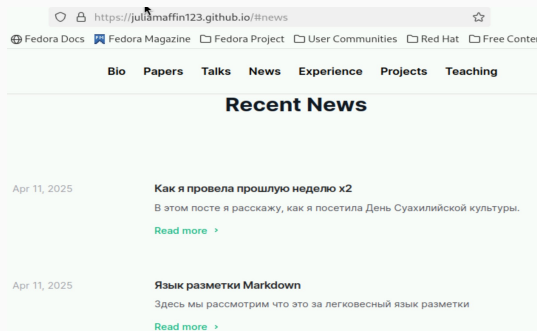 https://juliamaffin123.github.io/#news
Fedora Docs Fedora Magazine Fedora Project User Communities Red Hat Free Conte
Bio Papers Talks News Experience Projects Teaching
Recent News
Apr 11, 2025 Как я провела прошлую неделю x2
В этом посте я расскажу, как я посетила День Суахилийской культуры.
Read more ›
Apr 11, 2025 Язык разметки Markdown
Здесь мы рассмотрим что это за легковесный язык разметки
Read more ›